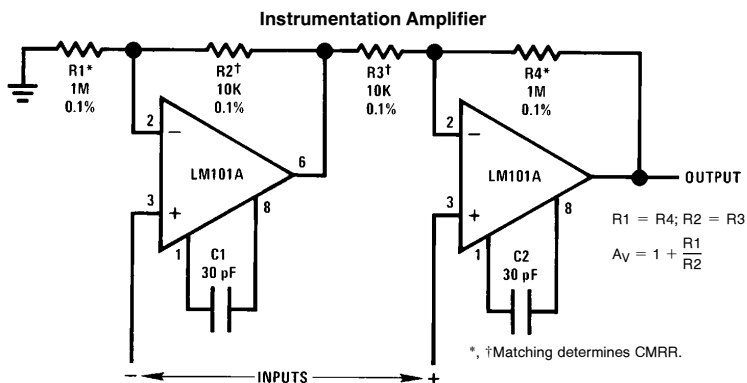 Instrumentation Amplifier
R1*
1M
0.1%
R2†
10K
0.1%
R3†
10K
0.1%
R4*
1M
0.1%
2
−
LM101A
6
3
+
8
1
C1
30 pF
2
−
LM101A
3
+
8
1
C2
30 pF
OUTPUT
R1 = R4; R2 = R3
AV = 1 + R1/R2
*, †Matching determines CMRR.
− INPUTS +